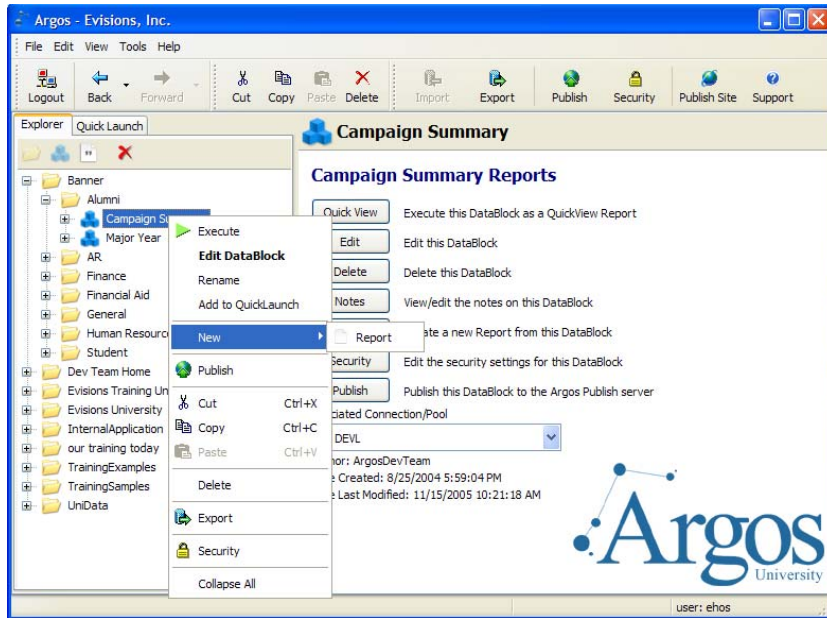 Argos - Evisions, Inc.
File Edit View Tools Help
Logout Back Forward Cut Copy Paste Delete Import Export Publish Security Publish Site Support
Explorer Quick Launch
Campaign Summary
Banner
Alumni
Campaign
Major Year
AR
Finance
Financial Aid
General
Human
Student
Dev Team Home
Evisions Training
Evisions University
InternalApplication
our training today
TrainingExamples
TrainingSamples
UniData
Execute
Edit DataBlock
Rename
Add to QuickLaunch
New
Report
Publish
Cut Ctrl+X
Copy Ctrl+C
Paste Ctrl+V
Delete
Export
Security
Collapse All
Campaign Summary Reports
Quick View Execute this DataBlock as a QuickView Report
Edit Edit this DataBlock
Delete Delete this DataBlock
Notes View/edit the notes on this DataBlock
a new Report from this DataBlock
Security Edit the security settings for this DataBlock
Publish Publish this DataBlock to the Argos Publish server
Connection/Pool
DEVL
ArgosDevTeam
Created: 8/25/2004 5:59:04 PM
Last Modified: 11/15/2005 10:21:18 AM
Argos
University
user: ehos